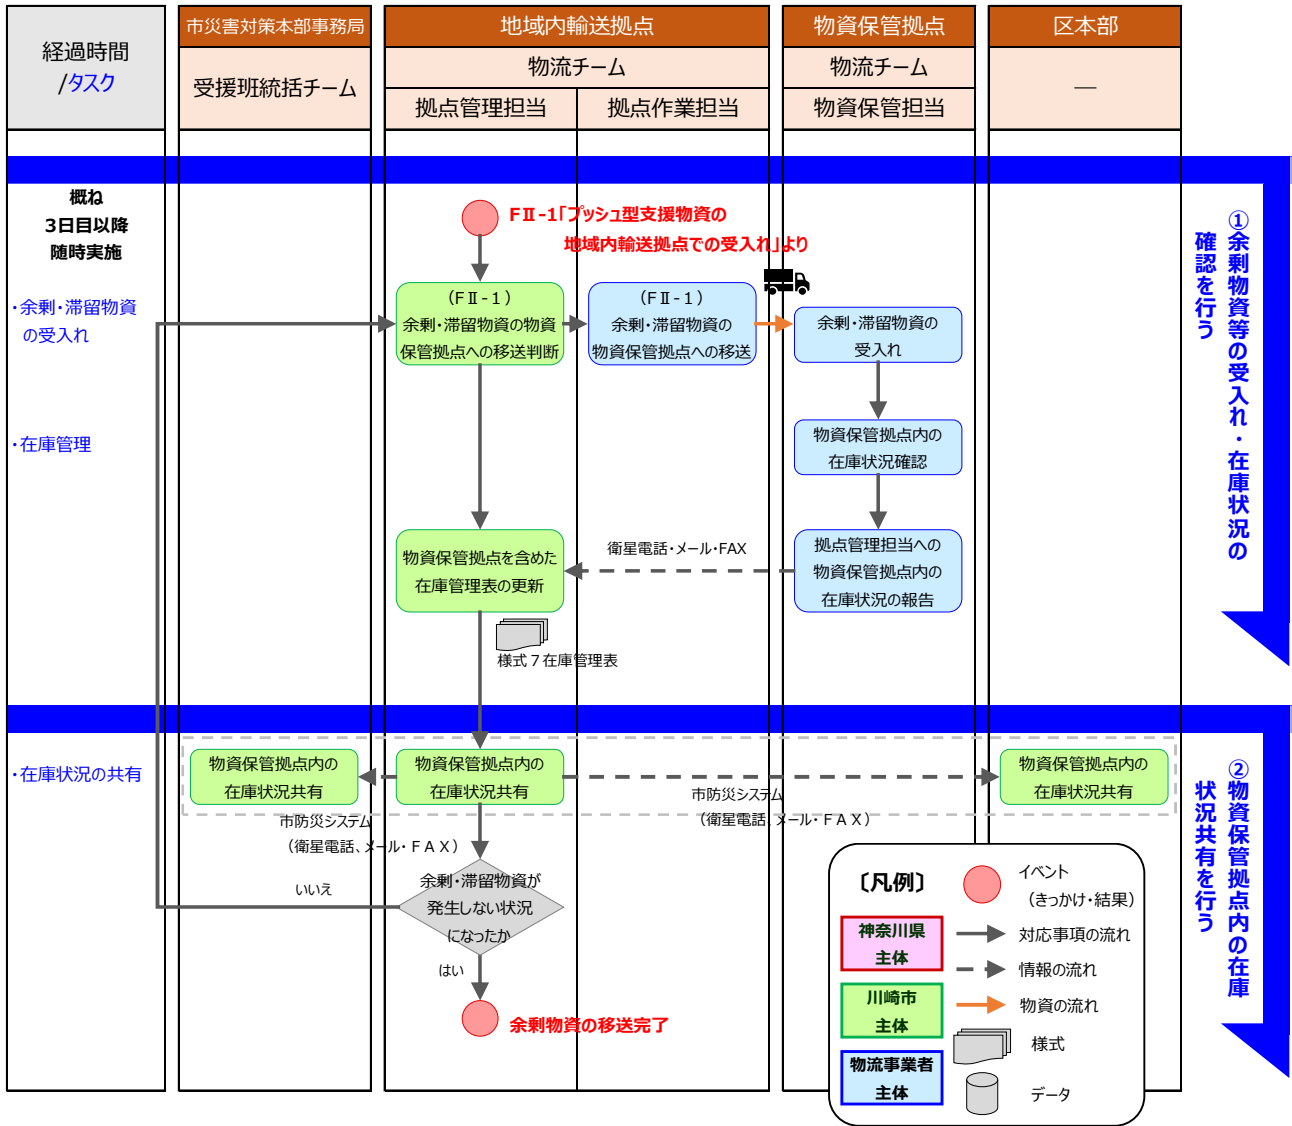 経過時間
/タスク
市災害対策本部事務局
受援班統括チーム
地域内輸送拠点
物流チーム
拠点管理担当
拠点作業担当
物資保管拠点
物流チーム
物資保管担当
区本部
―
概ね
3日目以降
随時実施
・余剰・滞留物資
の受入れ
・在庫管理
・在庫状況の共有
FⅡ-1「プッシュ型支援物資の
地域内輸送拠点での受入れ」より
(FⅡ-1)
余剰・滞留物資の物資
保管拠点への移送判断
(FⅡ-1)
余剰・滞留物資の
物資保管拠点への移送
余剰・滞留物資の
受入れ
物資保管拠点内の
在庫状況確認
拠点管理担当への
物資保管拠点内の
在庫状況の報告
衛星電話・メール・FAX
物資保管拠点を含めた
在庫管理表の更新
様式7在庫管理表
物資保管拠点内の
在庫状況共有
物資保管拠点内の
在庫状況共有
物資保管拠点内の
在庫状況共有
市防災システム
(衛星電話、メール・FAX)
市防災システム
(衛星電話、メール・FAX)
余剰・滞留物資が
発生しない状況
になったか
いいえ
はい
余剰物資の移送完了
①余剰物資等の受入れ・在庫状況の
確認を行う
②物資保管拠点内の在庫
状況共有を行う
〔凡例〕
イベント
(きっかけ・結果)
神奈川県
主体
対応事項の流れ
情報の流れ
川崎市
主体
物資の流れ
様式
物流事業者
主体
データ